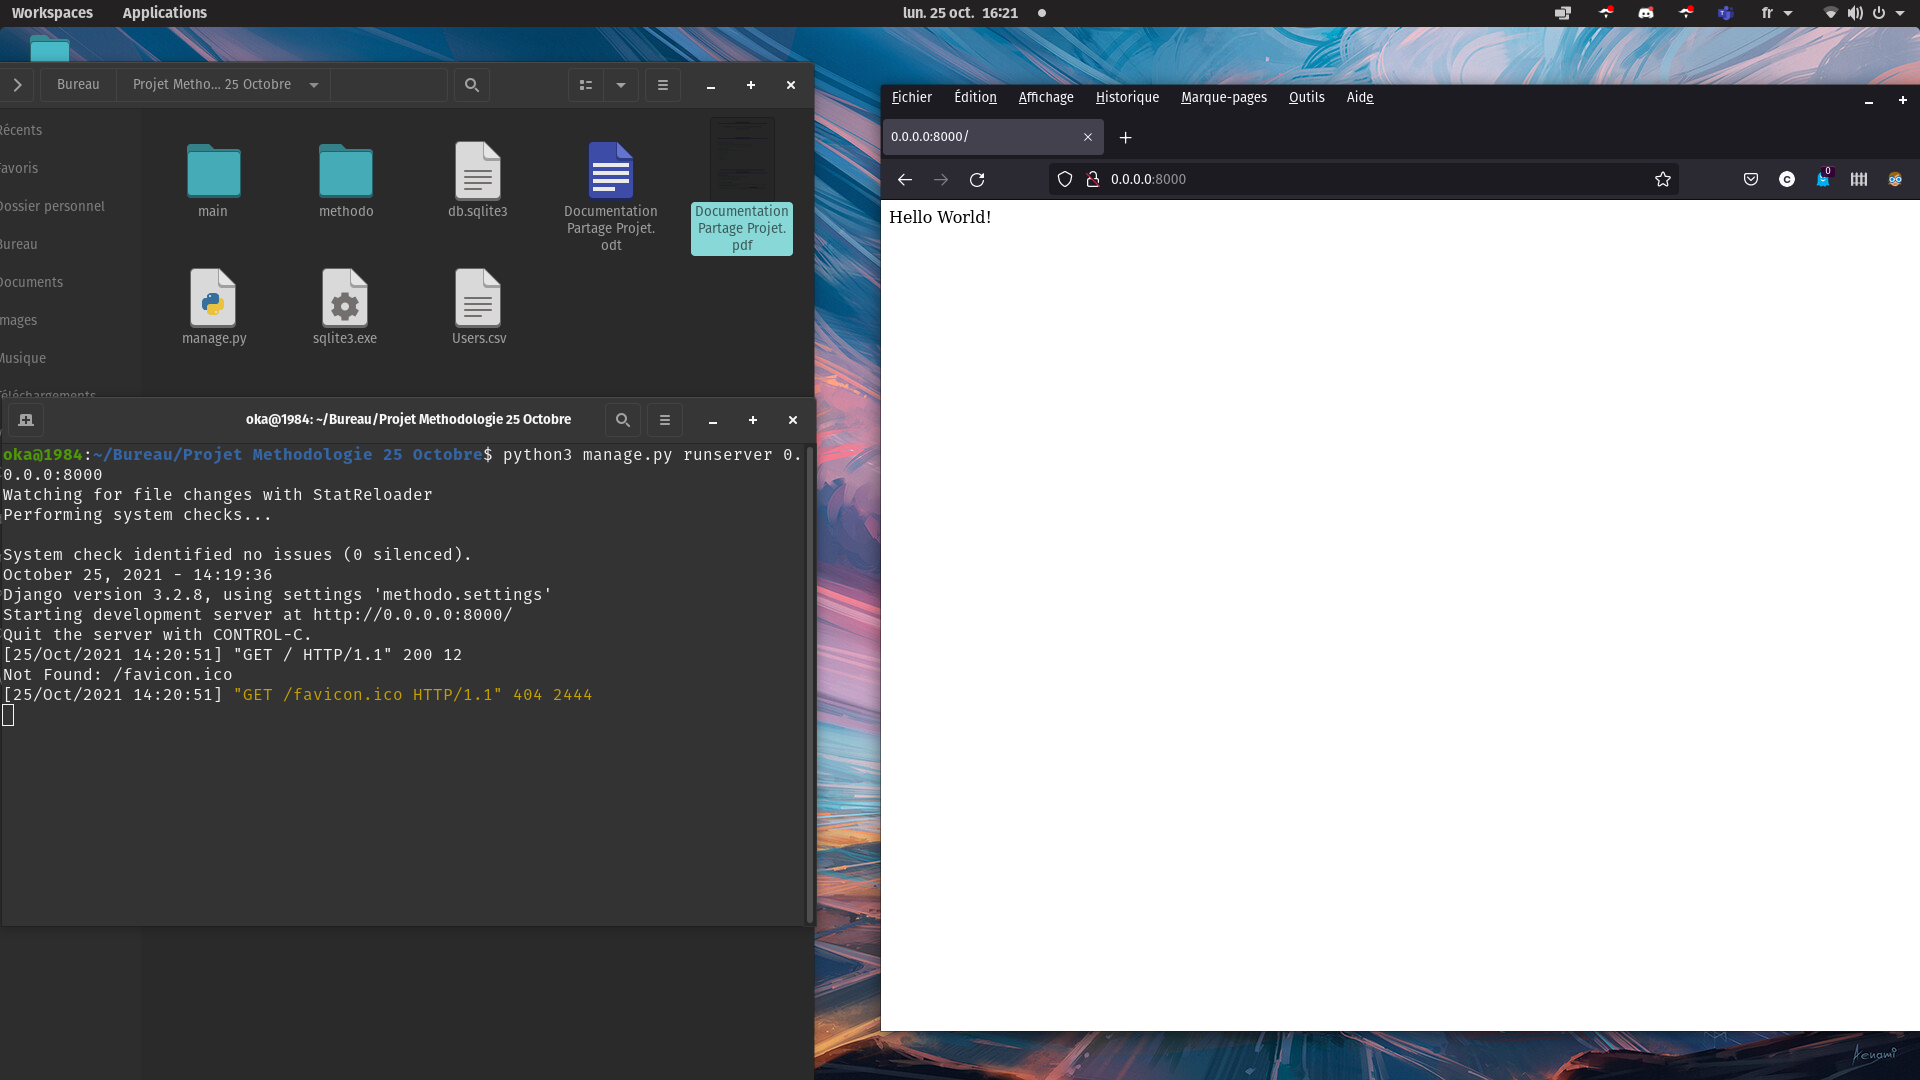 Workspaces Applications lun. 25 oct. 16:21 fr
Bureau Projet Metho... 25 Octobre
Récents
avoris
Dossier personnel
Bureau
Documents
mages
Musique
Téléchargements
main methodo db.sqlite3
Documentation
Partage Projet.
odt
Documentation
Partage Projet.
pdf
manage.py sqlite3.exe Users.csv
oka@1984: ~/Bureau/Projet Methodologie 25 Octobre
oka@1984:~/Bureau/Projet Methodologie 25 Octobre$ python3 manage.py runserver 0.
0.0.0:8000
Watching for file changes with StatReloader
Performing system checks...
System check identified no issues (0 silenced).
October 25, 2021 - 14:19:36
Django version 3.2.8, using settings 'methodo.settings'
Starting development server at http://0.0.0.0:8000/
Quit the server with CONTROL-C.
[25/Oct/2021 14:20:51] "GET / HTTP/1.1" 200 12
Not Found: /favicon.ico
[25/Oct/2021 14:20:51] "GET /favicon.ico HTTP/1.1" 404 2444
Fichier Édition Affichage Historique Marque-pages Outils Aide
0.0.0.0:8000/
0.0.0.0:8000
0
Hello World!
Aenami